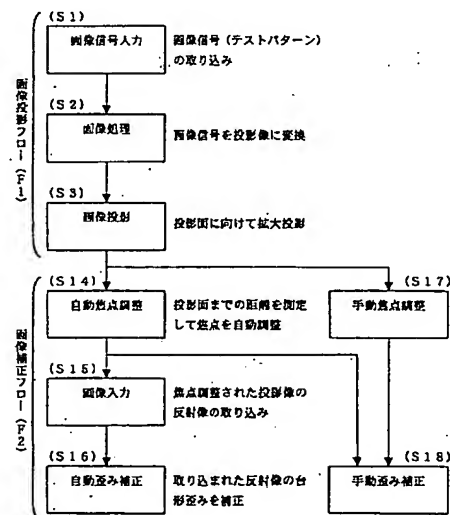 画像投影フロー(F1)
(S1)
画像信号入力
画像信号(テストパターン)
の取り込み
(S2)
画像処理
画像信号を投影像に変換
(S3)
画像投影
投影面に向けて拡大投影
画像補正フロー(F2)
(S14)
自動焦点調整
投影面までの距離を測定
して焦点を自動調整
(S17)
手動焦点調整
(S15)
画像入力
焦点調整された投影像の
反射像の取り込み
(S16)
自動歪み補正
取り込まれた反射像の台
形歪みを補正
(S18)
手動歪み補正